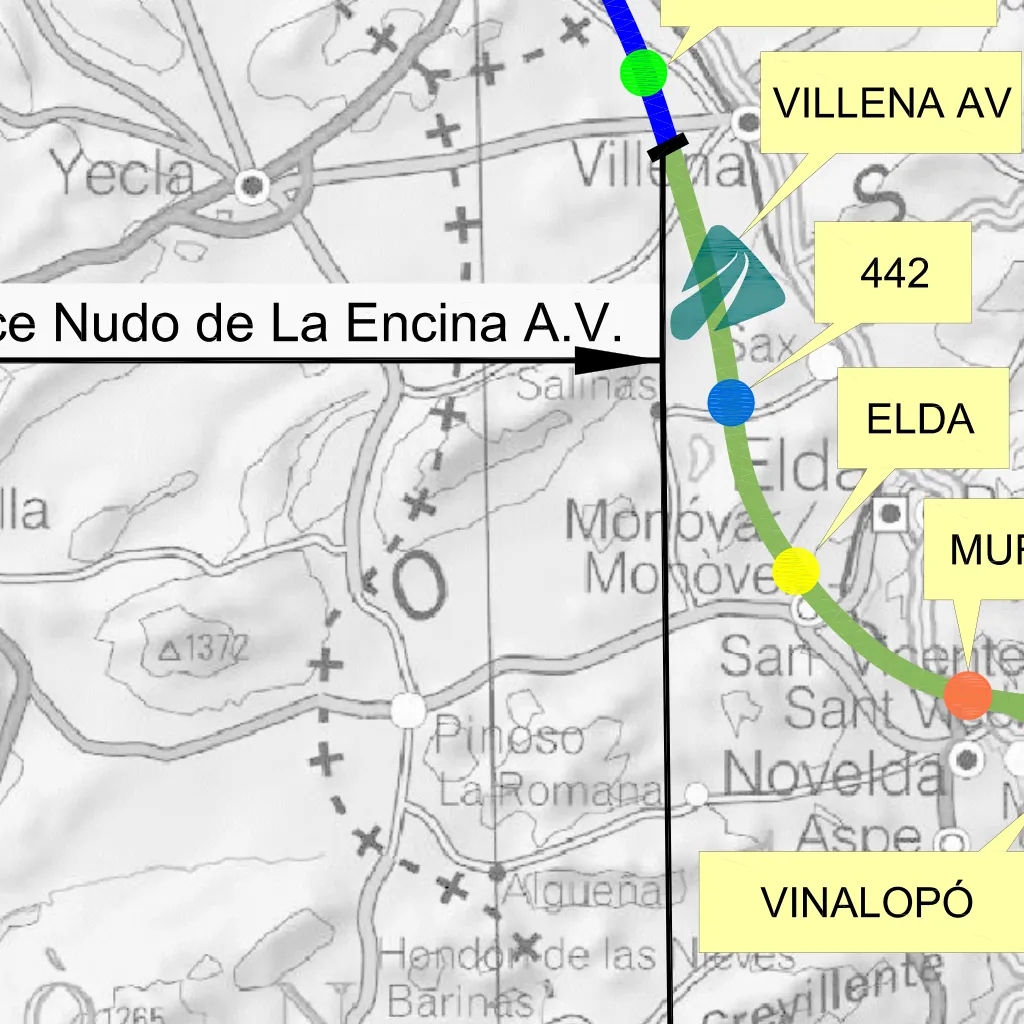 VILLENA AV
Yecla
Villena
S
442
ce Nudo de La Encina A.V.
Sax
Salinas
ELDA
Elda
lla
Monóvar
MUR
Monòver
O
1372
San Vicente
Sant Vice
Pinoso
Novelda
La Romana
Aspe
Algueña
VINALOPÓ
Hondón de las Nieves
Barinas
Crevillente
1265
N